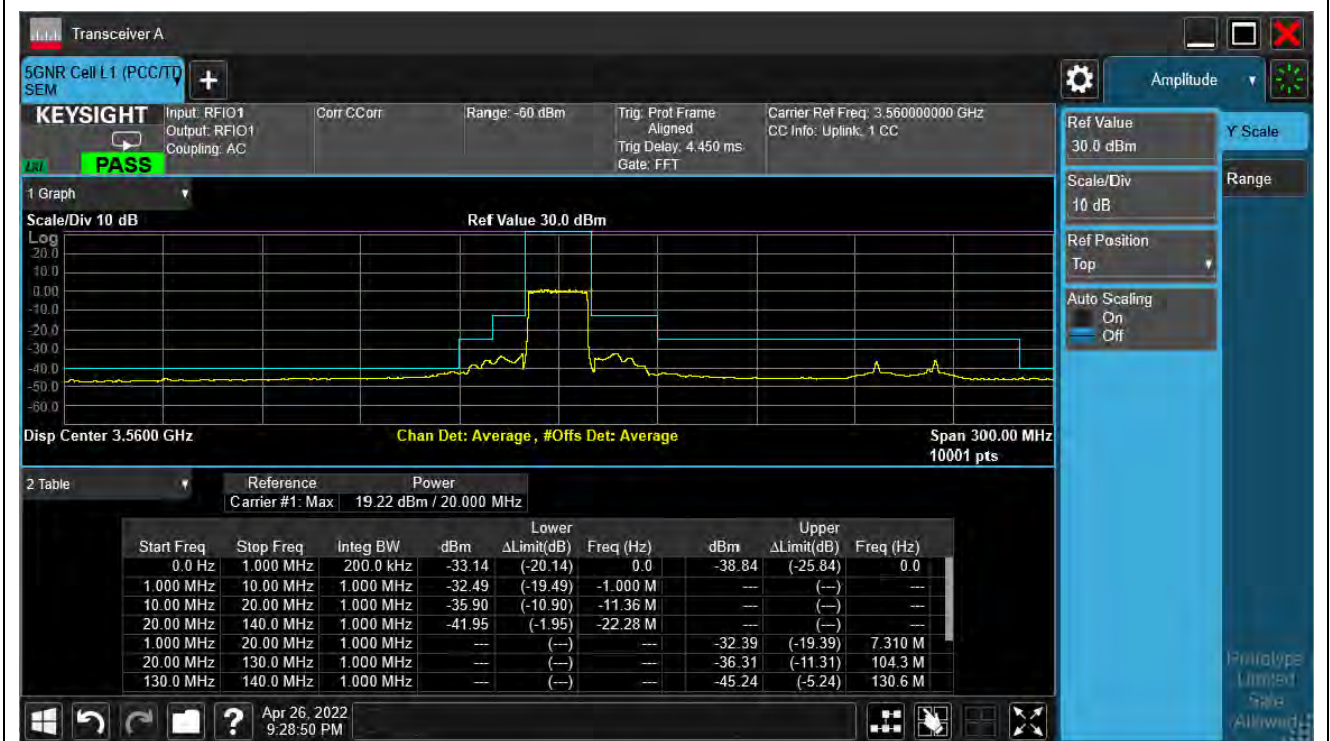 Transceiver A
5GNR Cell L1 (PCC/TD
SEM
+
Amplitude
KEYSIGHT
Input: RFIO1
Output: RFIO1
Coupling: AC
Corr CCorr
Range: -60 dBm
Trig: Prot Frame
Aligned
Trig Delay: 4.450 ms
Gate: FFT
Carrier Ref Freq: 3.560000000 GHz
CC Info: Uplink, 1 CC
PASS
Ref Value
30.0 dBm
Y Scale
Scale/Div
10 dB
Range
Ref Position
Top
Auto Scaling
On
Off
1 Graph
Scale/Div 10 dB
Ref Value 30.0 dBm
Log
20.0
10.0
0.00
-10.0
-20.0
-30.0
-40.0
-50.0
-60.0
Disp Center 3.5600 GHz
Chan Det: Average, #Offs Det: Average
Span 300.00 MHz
10001 pts
2 Table
Reference Power
Carrier #1: Max 19.22 dBm / 20.000 MHz
Lower Upper
Start Freq Stop Freq Integ BW dBm ΔLimit(dB) Freq (Hz) dBm ΔLimit(dB) Freq (Hz)
0.0 Hz 1.000 MHz 200.0 kHz -33.14 (-20.14) 0.0 -38.84 (-25.84) 0.0
1.000 MHz 10.00 MHz 1.000 MHz -32.49 (-19.49) -1.000 M --- (---) ---
10.00 MHz 20.00 MHz 1.000 MHz -35.90 (-10.90) -11.36 M --- (---) ---
20.00 MHz 140.0 MHz 1.000 MHz -41.95 (-1.95) -22.28 M --- (---) ---
1.000 MHz 20.00 MHz 1.000 MHz --- (---) --- -32.39 (-19.39) 7.310 M
20.00 MHz 130.0 MHz 1.000 MHz --- (---) --- -36.31 (-11.31) 104.3 M
130.0 MHz 140.0 MHz 1.000 MHz --- (---) --- -45.24 (-5.24) 130.6 M
Prototype
Limited
Sale
Allowed
?
Apr 26, 2022
9:28:50 PM